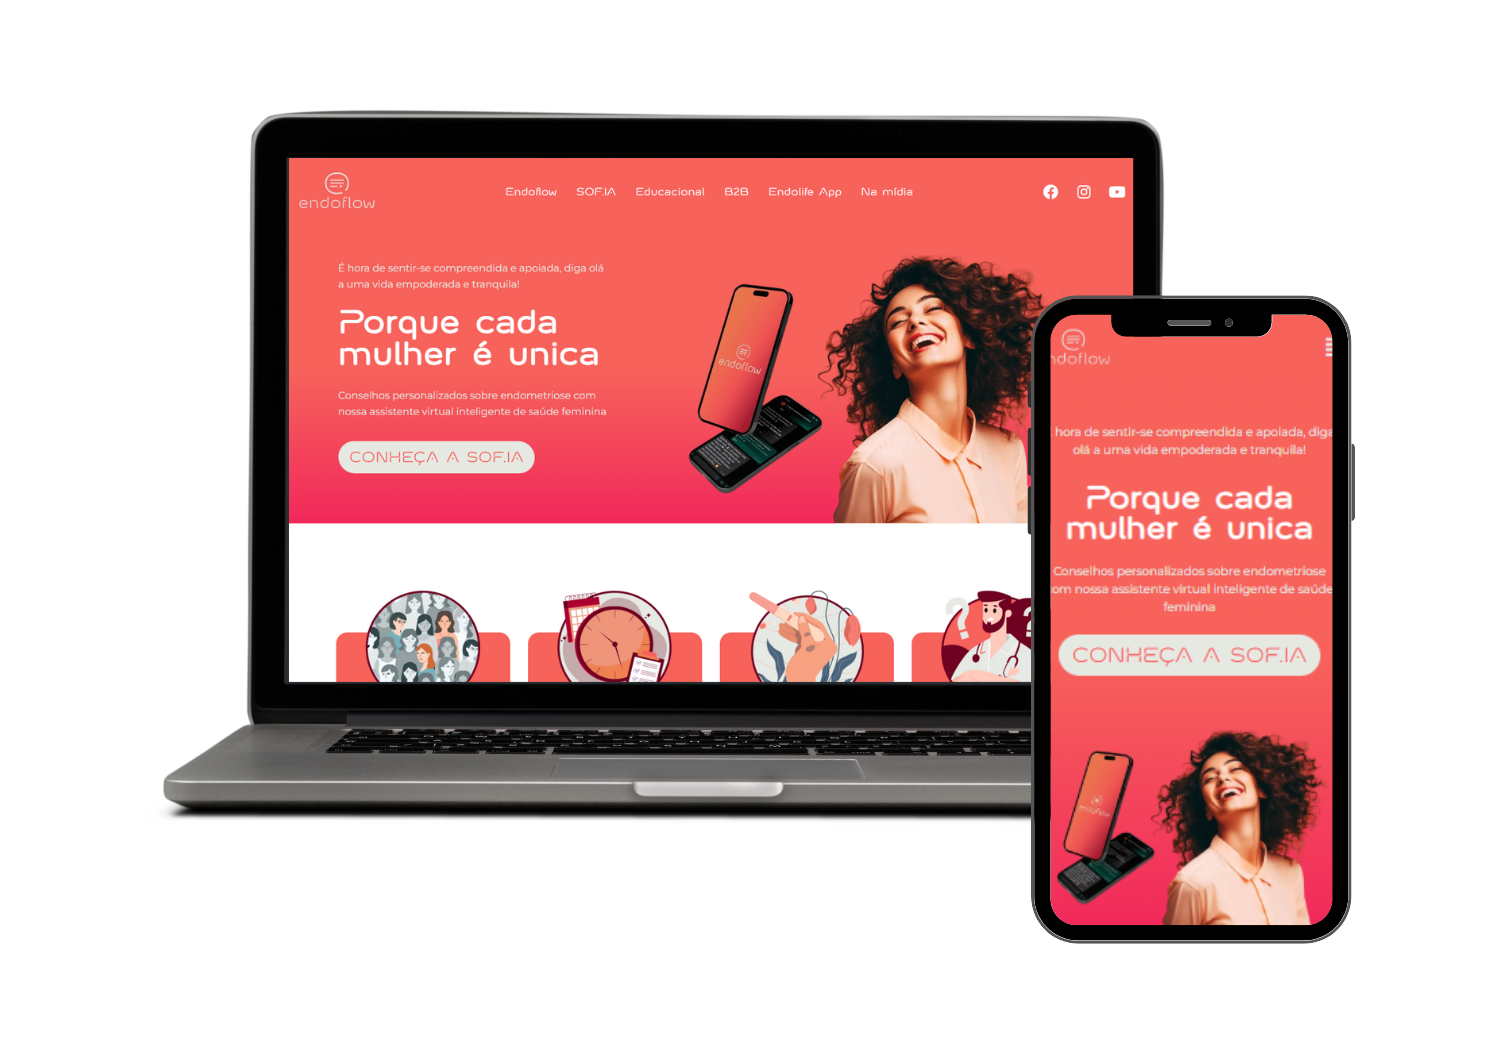 endoflow
Endoflow SOF.IA Educacional B2B Endolife App Na mídia
É hora de sentir-se compreendida e apoiada, diga olá
a uma vida empoderada e tranquila!
Porque cada
mulher é unica
Conselhos personalizados sobre endometriose com
nossa assistente virtual inteligente de saúde feminina
CONHEÇA A SOF.IA
endoflow
? ?
ndoflow
hora de sentir-se compreendida e apoiada, diga
olá a uma vida empoderada e tranquila!
Porque cada
mulher é unica
Conselhos personalizados sobre endometriose
om nossa assistente virtual inteligente de saúde
feminina
CONHEÇA A SOF.IA
endoflow